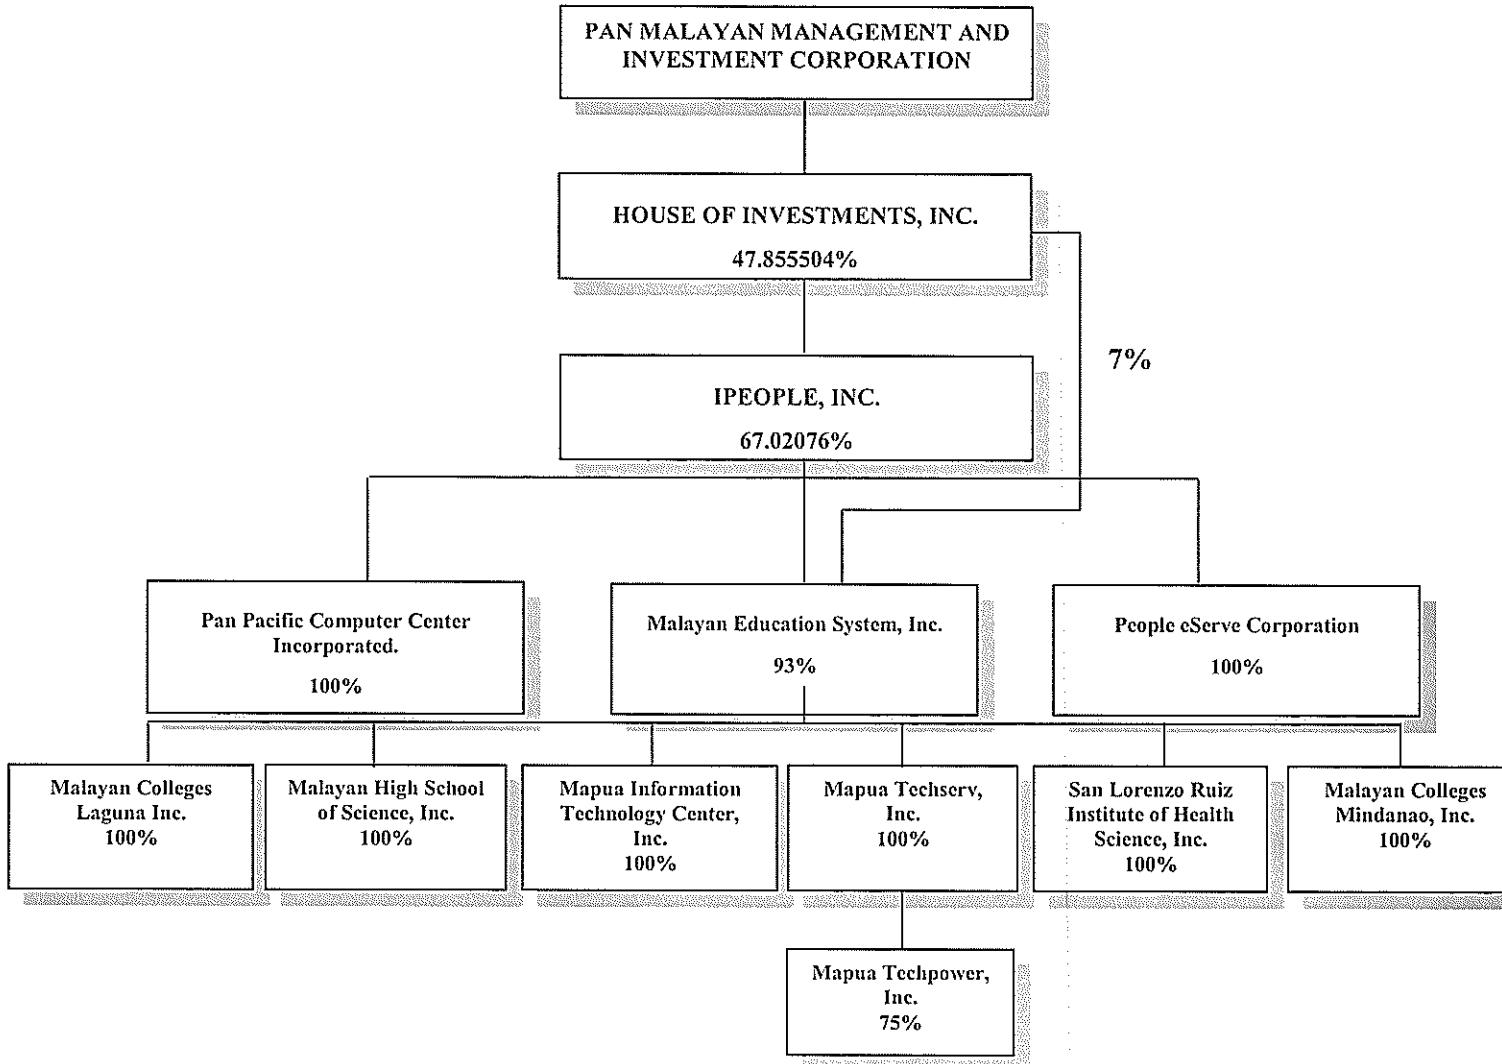 PAN MALAYAN MANAGEMENT AND
INVESTMENT CORPORATION
HOUSE OF INVESTMENTS, INC.
47.855504%
7%
IPEOPLE, INC.
67.02076%
Pan Pacific Computer Center
Incorporated.
100%
Malayan Education System, Inc.
93%
People eServe Corporation
100%
Malayan Colleges
Laguna Inc.
100%
Malayan High School
of Science, Inc.
100%
Mapua Information
Technology Center,
Inc.
100%
Mapua Techserv,
Inc.
100%
San Lorenzo Ruiz
Institute of Health
Science, Inc.
100%
Malayan Colleges
Mindanao, Inc.
100%
Mapua Techpower,
Inc.
75%